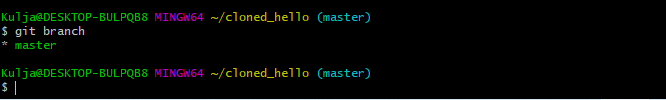 Kulja@DESKTOP-BULPQB8 MINGW64 ~/cloned_hello (master)
$ git branch
* master
Kulja@DESKTOP-BULPQB8 MINGW64 ~/cloned_hello (master)
$